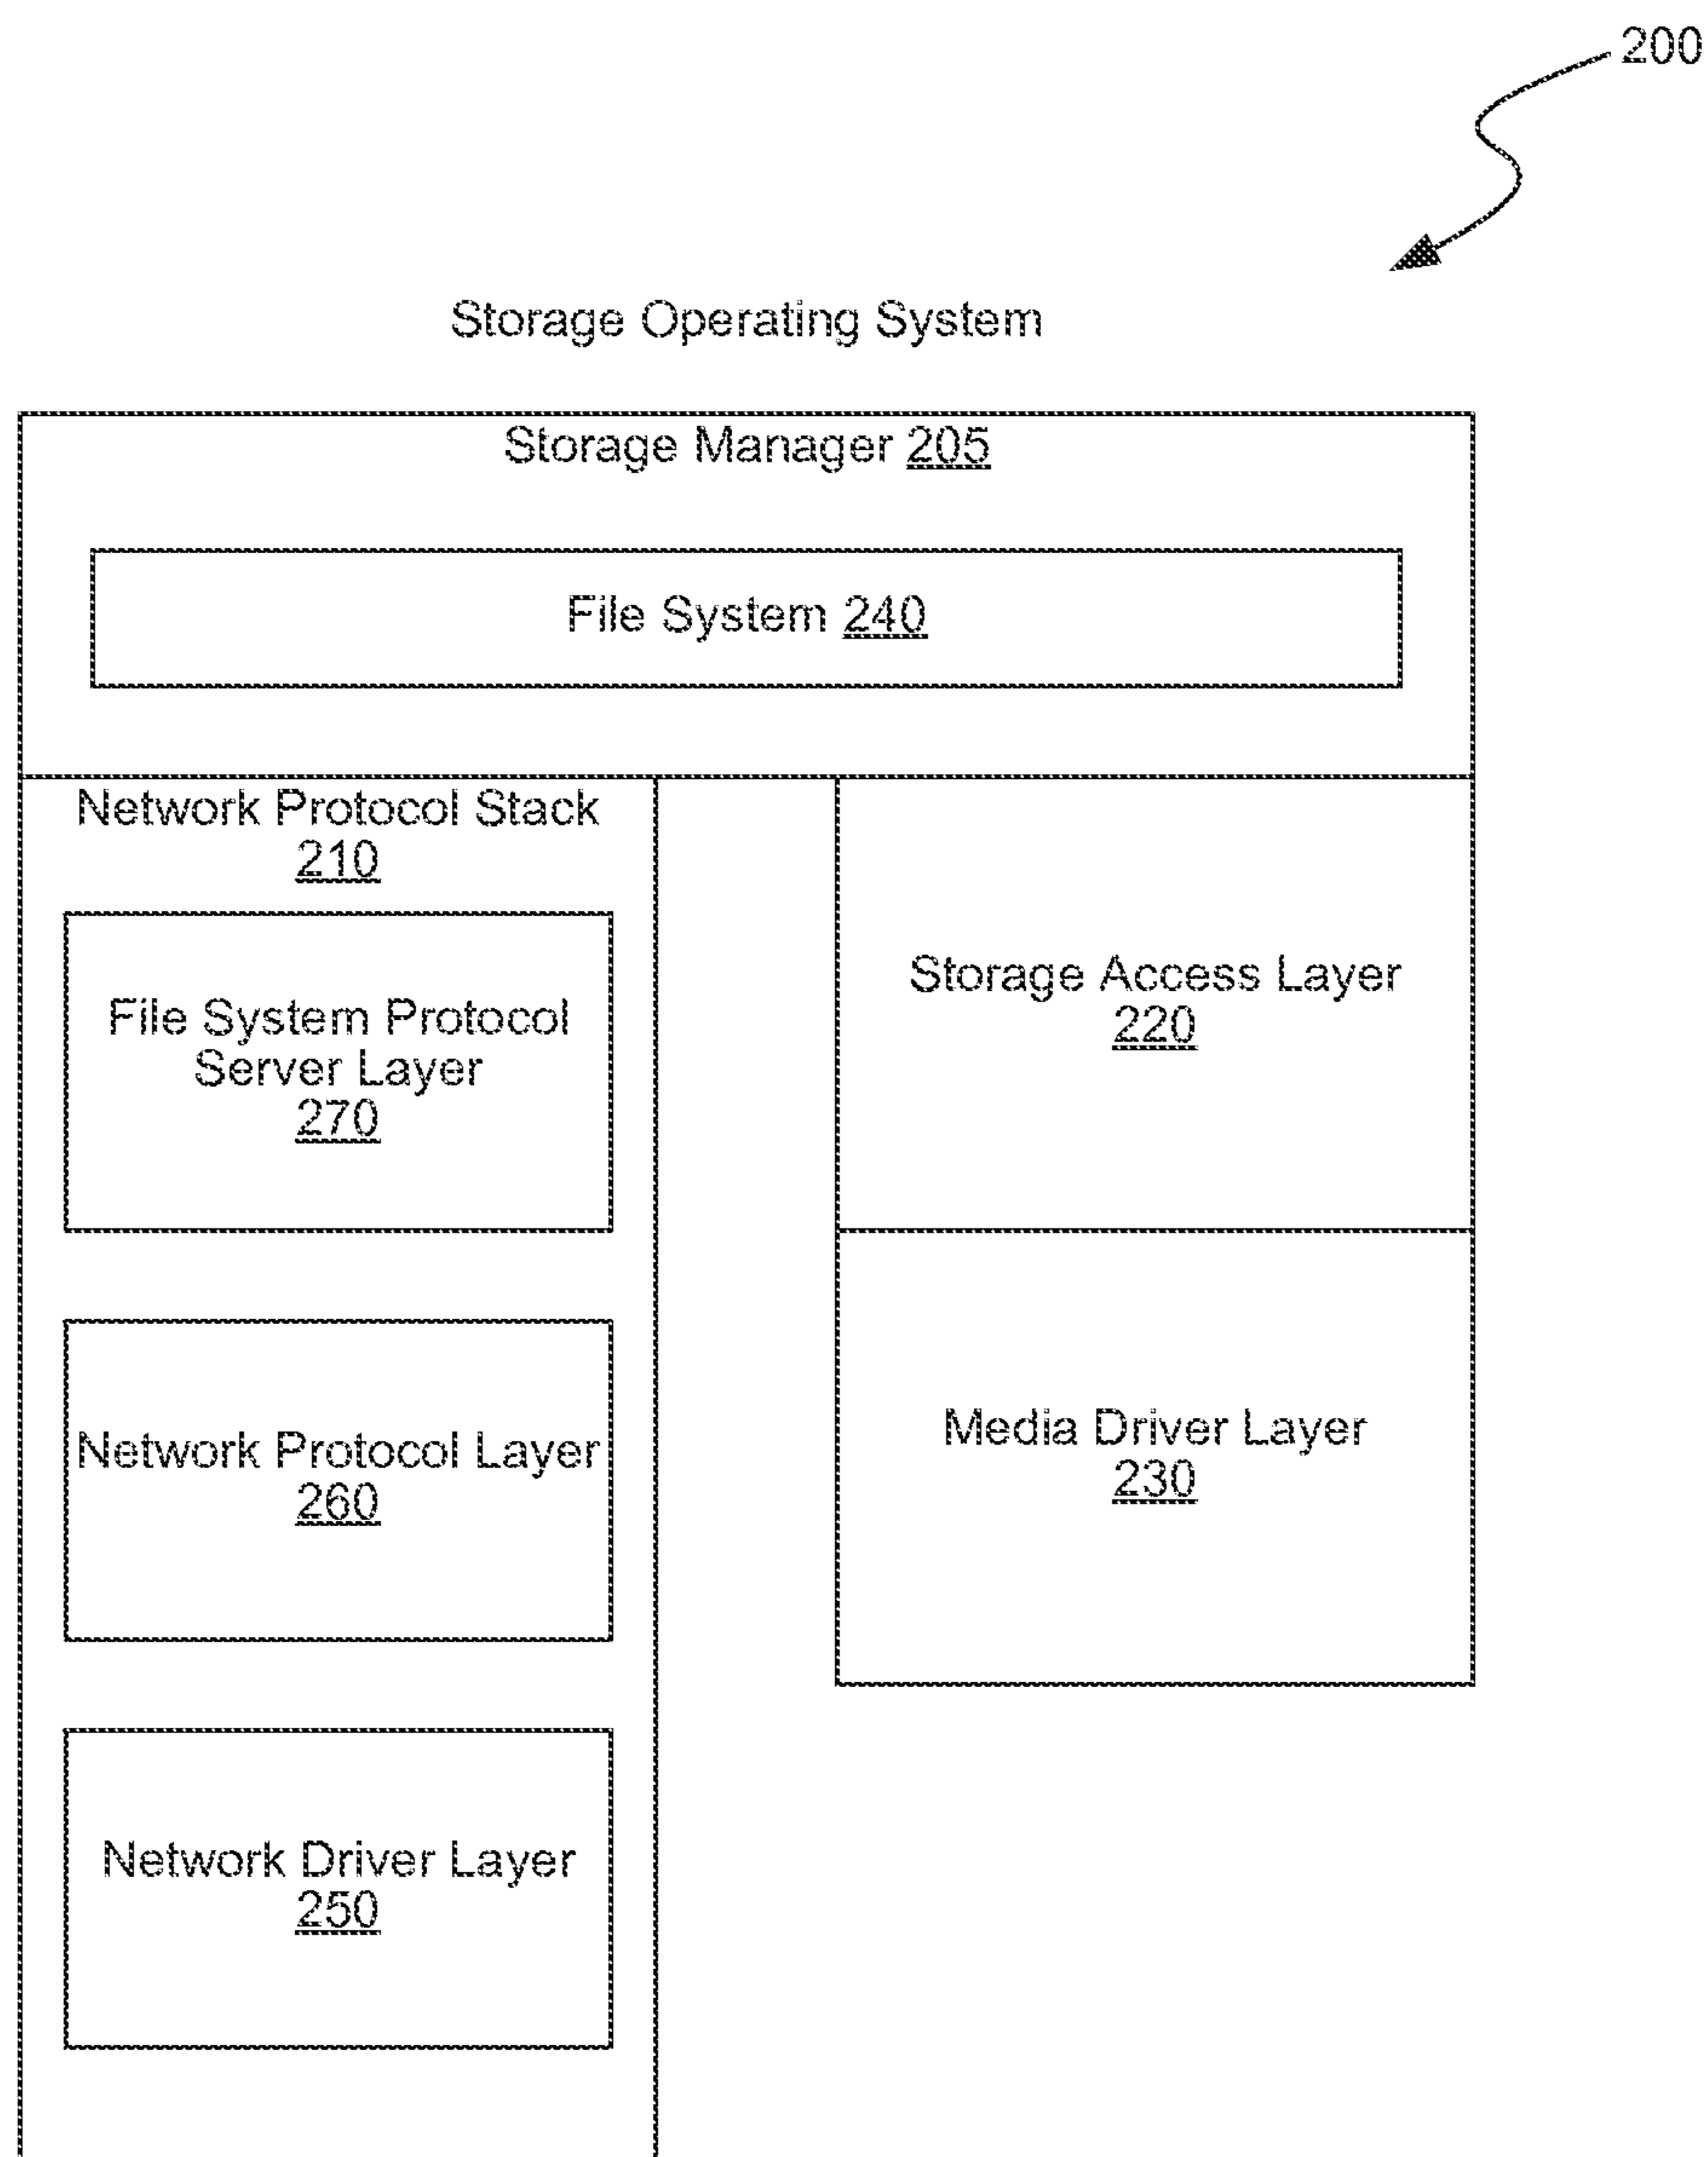 200
Storage Operating System
Storage Manager 205
File System 240
Network Protocol Stack
210
File System Protocol
Server Layer
270
Network Protocol Layer
260
Network Driver Layer
250
Storage Access Layer
220
Media Driver Layer
230